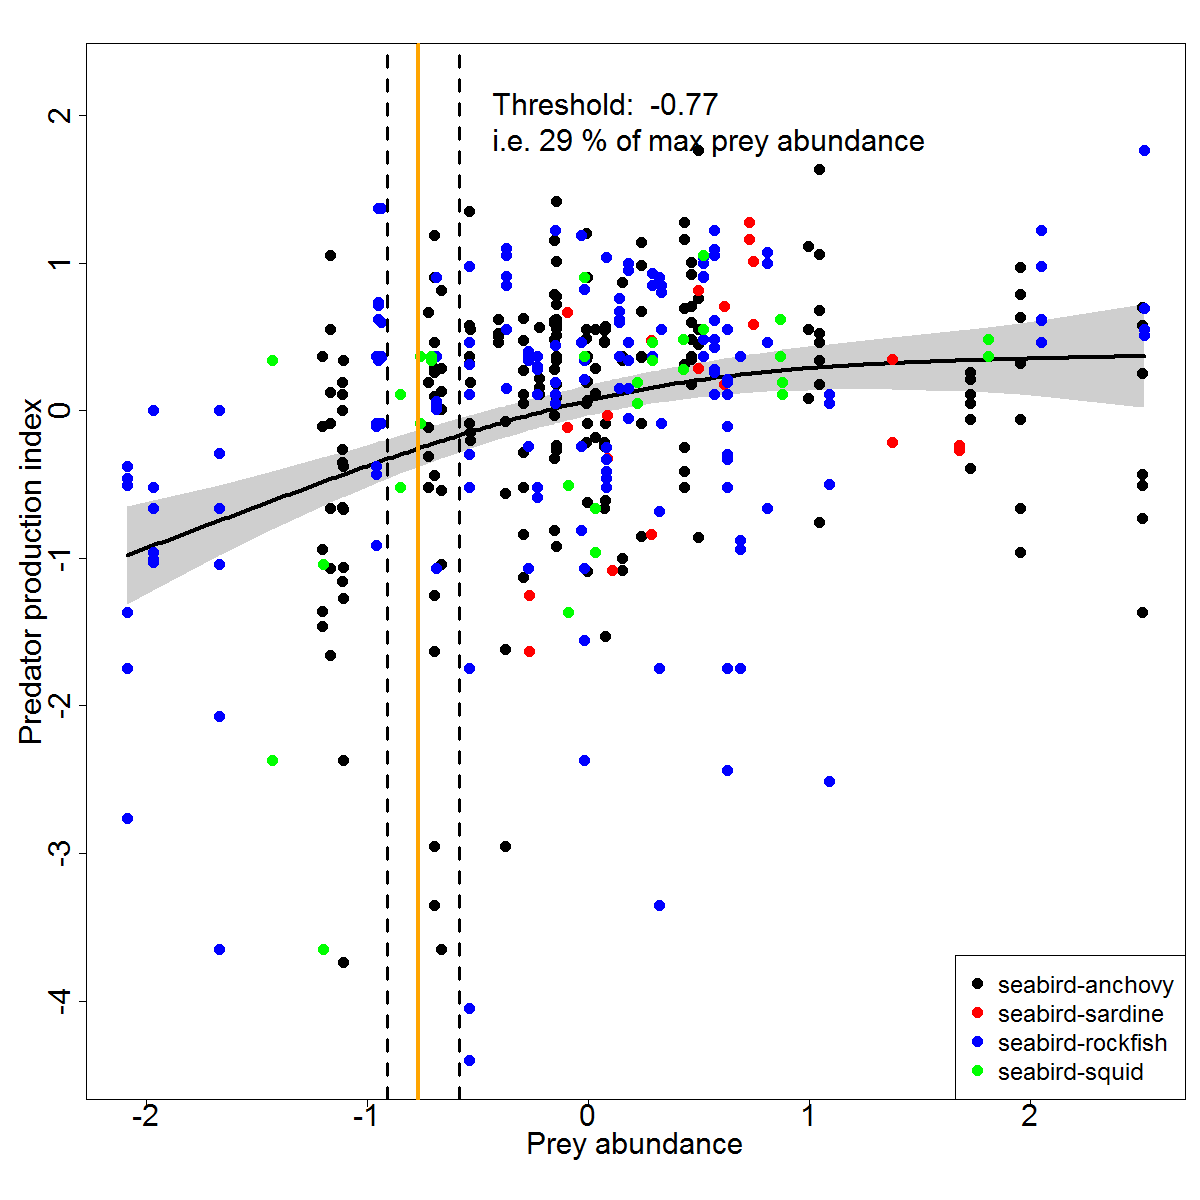 Threshold:  -0.77
i.e. 29 % of max prey abundance
2
1
0
-1
-2
-3
-4
Predator production index
seabird-anchovy
seabird-sardine
seabird-rockfish
seabird-squid
-2 -1 0 1 2
Prey abundance